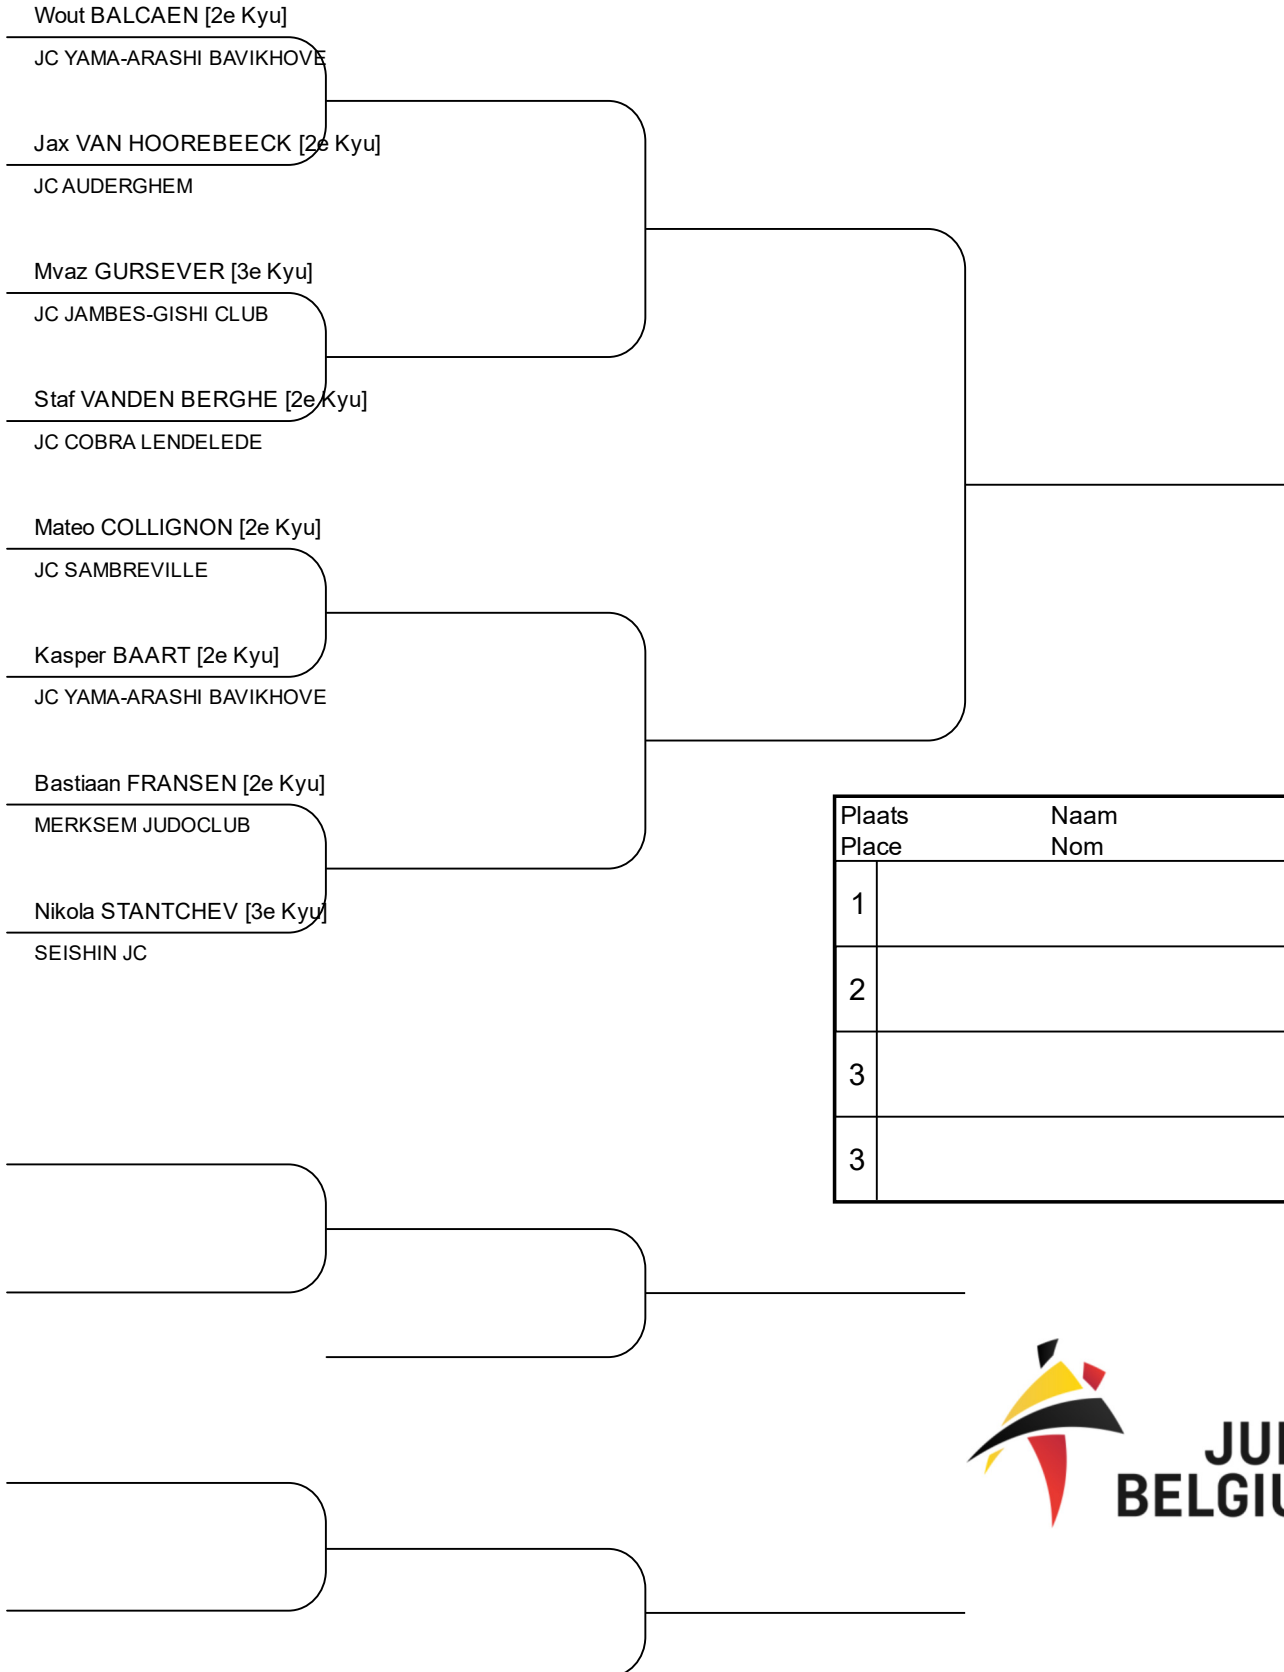 Wout BALCAEN [2e Kyu]
JC YAMA-ARASHI BAVIKHOVE
Jax VAN HOOREBEECK [2e Kyu]
JC AUDERGHEM
Mvaz GURSEVER [3e Kyu]
JC JAMBES-GISHI CLUB
Staf VANDEN BERGHE [2e Kyu]
JC COBRA LENDELEDE
Mateo COLLIGNON [2e Kyu]
JC SAMBREVILLE
Kasper BAART [2e Kyu]
JC YAMA-ARASHI BAVIKHOVE
Bastiaan FRANSEN [2e Kyu]
MERKSEM JUDOCLUB
Nikola STANTCHEV [3e Kyu]
SEISHIN JC
Plaats Naam
Place Nom
1
2
3
3